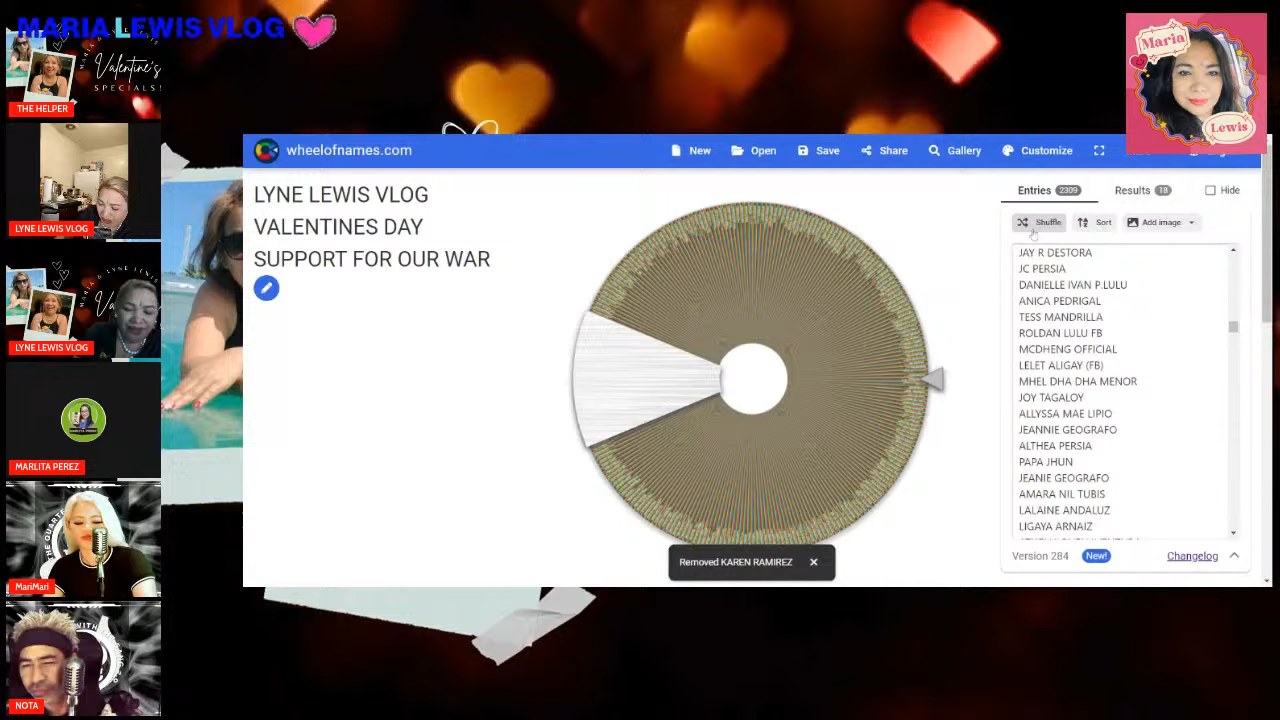 MARIA LEWIS VLOG
Valentine's
SPECIALS!
THE HELPER
LYNE LEWIS VLOG
LYNE LEWIS VLOG
MARLITA PEREZ
MariMari
NOTA
Maria
Lewis
wheelofnames.com
New
Open
Save
Share
Gallery
Customize
LYNE LEWIS VLOG
VALENTINES DAY
SUPPORT FOR OUR WAR
Entries 2309
Results 18
Hide
Shuffle
Sort
Add image
JAY R DESTORA
JC PERSIA
DANIELLE IVAN P.LULU
ANICA PEDRIGAL
TESS MANDRILLA
ROLDAN LULU FB
MCDHENG OFFICIAL
LELET ALIGAY (FB)
MHEL DHA DHA MENOR
JOY TAGALOY
ALLYSSA MAE LIPIO
JEANNIE GEOGRAFO
ALTHEA PERSIA
PAPA JHUN
JEANIE GEOGRAFO
AMARA NIL TUBIS
LALAINE ANDALUZ
LIGAYA ARNAIZ
Version 284 New! Changelog
Removed KAREN RAMIREZ